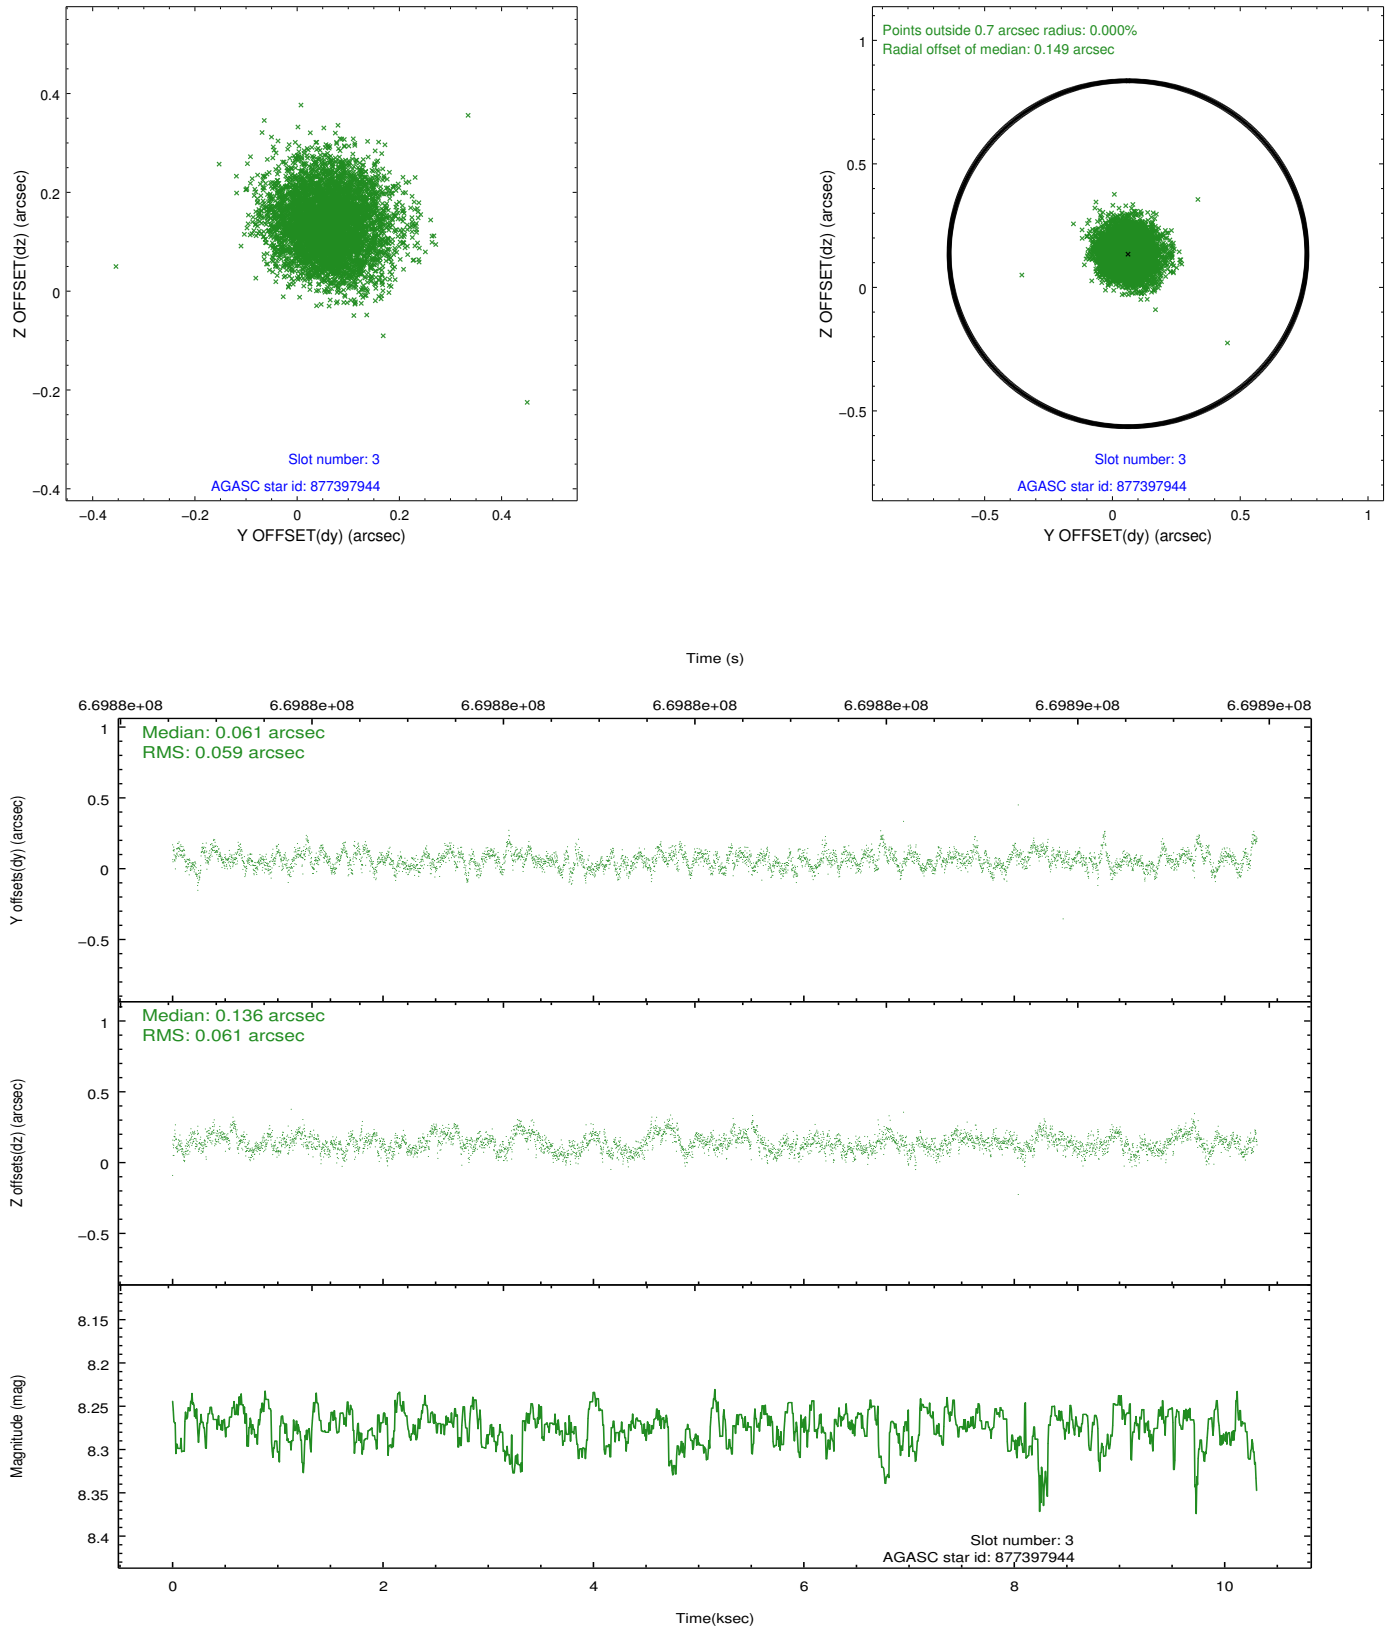 0.4
0.2
0
−0.2
−0.4
Z OFFSET(dz) (arcsec)
Slot number: 3
AGASC star id: 877397944
−0.4 −0.2 0 0.2 0.4
Y OFFSET(dy) (arcsec)
Points outside 0.7 arcsec radius: 0.000%
Radial offset of median: 0.149 arcsec
1
0.5
0
−0.5
Z OFFSET(dz) (arcsec)
Slot number: 3
AGASC star id: 877397944
−0.5 0 0.5 1
Y OFFSET(dy) (arcsec)
Time (s)
6.6988e+08 6.6988e+08 6.6988e+08 6.6988e+08 6.6988e+08 6.6989e+08 6.6989e+08
Median: 0.061 arcsec
RMS: 0.059 arcsec
1
0.5
0
−0.5
Y offsets(dy) (arcsec)
Median: 0.136 arcsec
RMS: 0.061 arcsec
1
0.5
0
−0.5
Z offsets(dz) (arcsec)
8.15
8.2
8.25
8.3
8.35
8.4
Magnitude (mag)
Slot number: 3
AGASC star id: 877397944
0 2 4 6 8 10
Time(ksec)